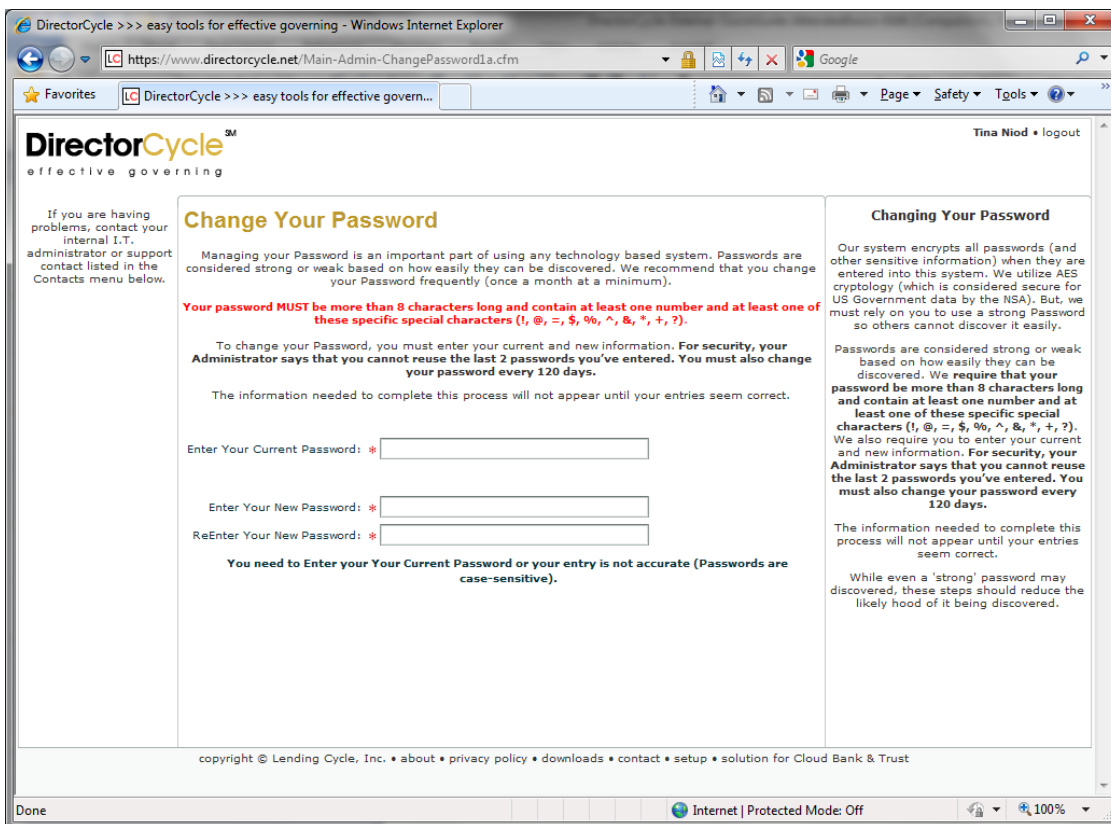 DirectorCycle >>> easy tools for effective governing - Windows Internet Explorer
LC https://www.directorcycle.net/Main-Admin-ChangePassword1a.cfm
Google
Favorites
LC DirectorCycle >>> easy tools for effective govern...
Page
Safety
Tools
DirectorCycle℠
effective governing
Tina Niod • logout
If you are having
problems, contact your
internal I.T.
administrator or support
contact listed in the
Contacts menu below.
Change Your Password
Managing your Password is an important part of using any technology based system. Passwords are
considered strong or weak based on how easily they can be discovered. We recommend that you change
your Password frequently (once a month at a minimum).
Your password MUST be more than 8 characters long and contain at least one number and at least one of
these specific special characters (!, @, =, $, %, ^, &, *, +, ?).
To change your Password, you must enter your current and new information. For security, your
Administrator says that you cannot reuse the last 2 passwords you've entered. You must also change
your password every 120 days.
The information needed to complete this process will not appear until your entries seem correct.
Enter Your Current Password: *
Enter Your New Password: *
ReEnter Your New Password: *
You need to Enter your Your Current Password or your entry is not accurate (Passwords are
case-sensitive).
Changing Your Password
Our system encrypts all passwords (and
other sensitive information) when they are
entered into this system. We utilize AES
cryptology (which is considered secure for
US Government data by the NSA). But, we
must rely on you to use a strong Password
so others cannot discover it easily.
Passwords are considered strong or weak
based on how easily they can be
discovered. We require that your
password be more than 8 characters long
and contain at least one number and at
least one of these specific special
characters (!, @, =, $, %, ^, &, *, +, ?).
We also require you to enter your current
and new information. For security, your
Administrator says that you cannot reuse
the last 2 passwords you've entered. You
must also change your password every
120 days.
The information needed to complete this
process will not appear until your entries
seem correct.
While even a 'strong' password may
discovered, these steps should reduce the
likely hood of it being discovered.
copyright © Lending Cycle, Inc. • about • privacy policy • downloads • contact • setup • solution for Cloud Bank & Trust
Done
Internet | Protected Mode: Off
100%